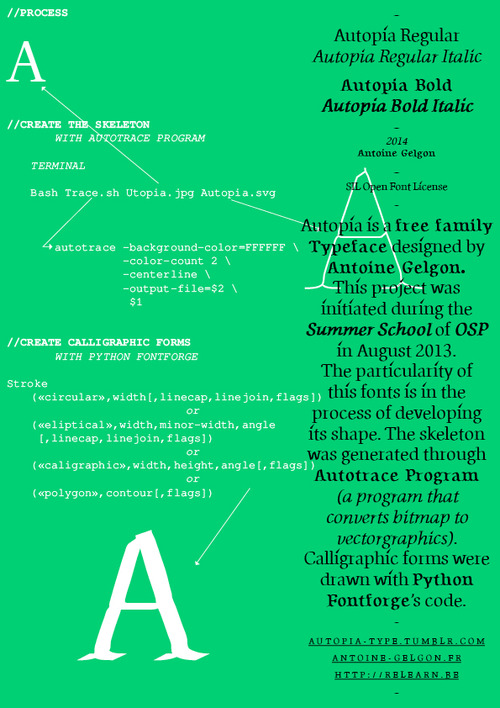 //PROCESS
A
//CREATE THE SKELETON
WITH AUTOTRACE PROGRAM
TERMINAL
Bash Trace.sh Utopia.jpg Autopia.svg
autotrace -background-color=FFFFFF \
-color-count 2 \
-centerline \
-output-file=$2 \
$1
//CREATE CALLIGRAPHIC FORMS
WITH PYTHON FONTFORGE
Stroke
(«circular»,width[,linecap,linejoin,flags])
or
(«eliptical»,width,minor-width,angle
[,linecap,linejoin,flags])
or
(«caligraphic»,width,height,angle[,flags])
or
(«polygon»,contour[,flags])
A
–
Autopia Regular
Autopia Regular Italic
Autopia Bold
Autopia Bold Italic
–
2014
Antoine Gelgon
–
SIL Open Font License
–
A
Autopia is a free family
Typeface designed by
Antoine Gelgon.
This project was
initiated during the
Summer School of OSP
in August 2013.
The particularity of
this fonts is in the
process of developing
its shape. The skeleton
was generated through
Autotrace Program
(a program that
converts bitmap to
vectorgraphics).
Calligraphic forms were
drawn with Python
Fontforge's code.
–
AUTOPIA-TYPE.TUMBLR.COM
ANTOINE-GELGON.FR
HTTP://RELEARN.BE
–